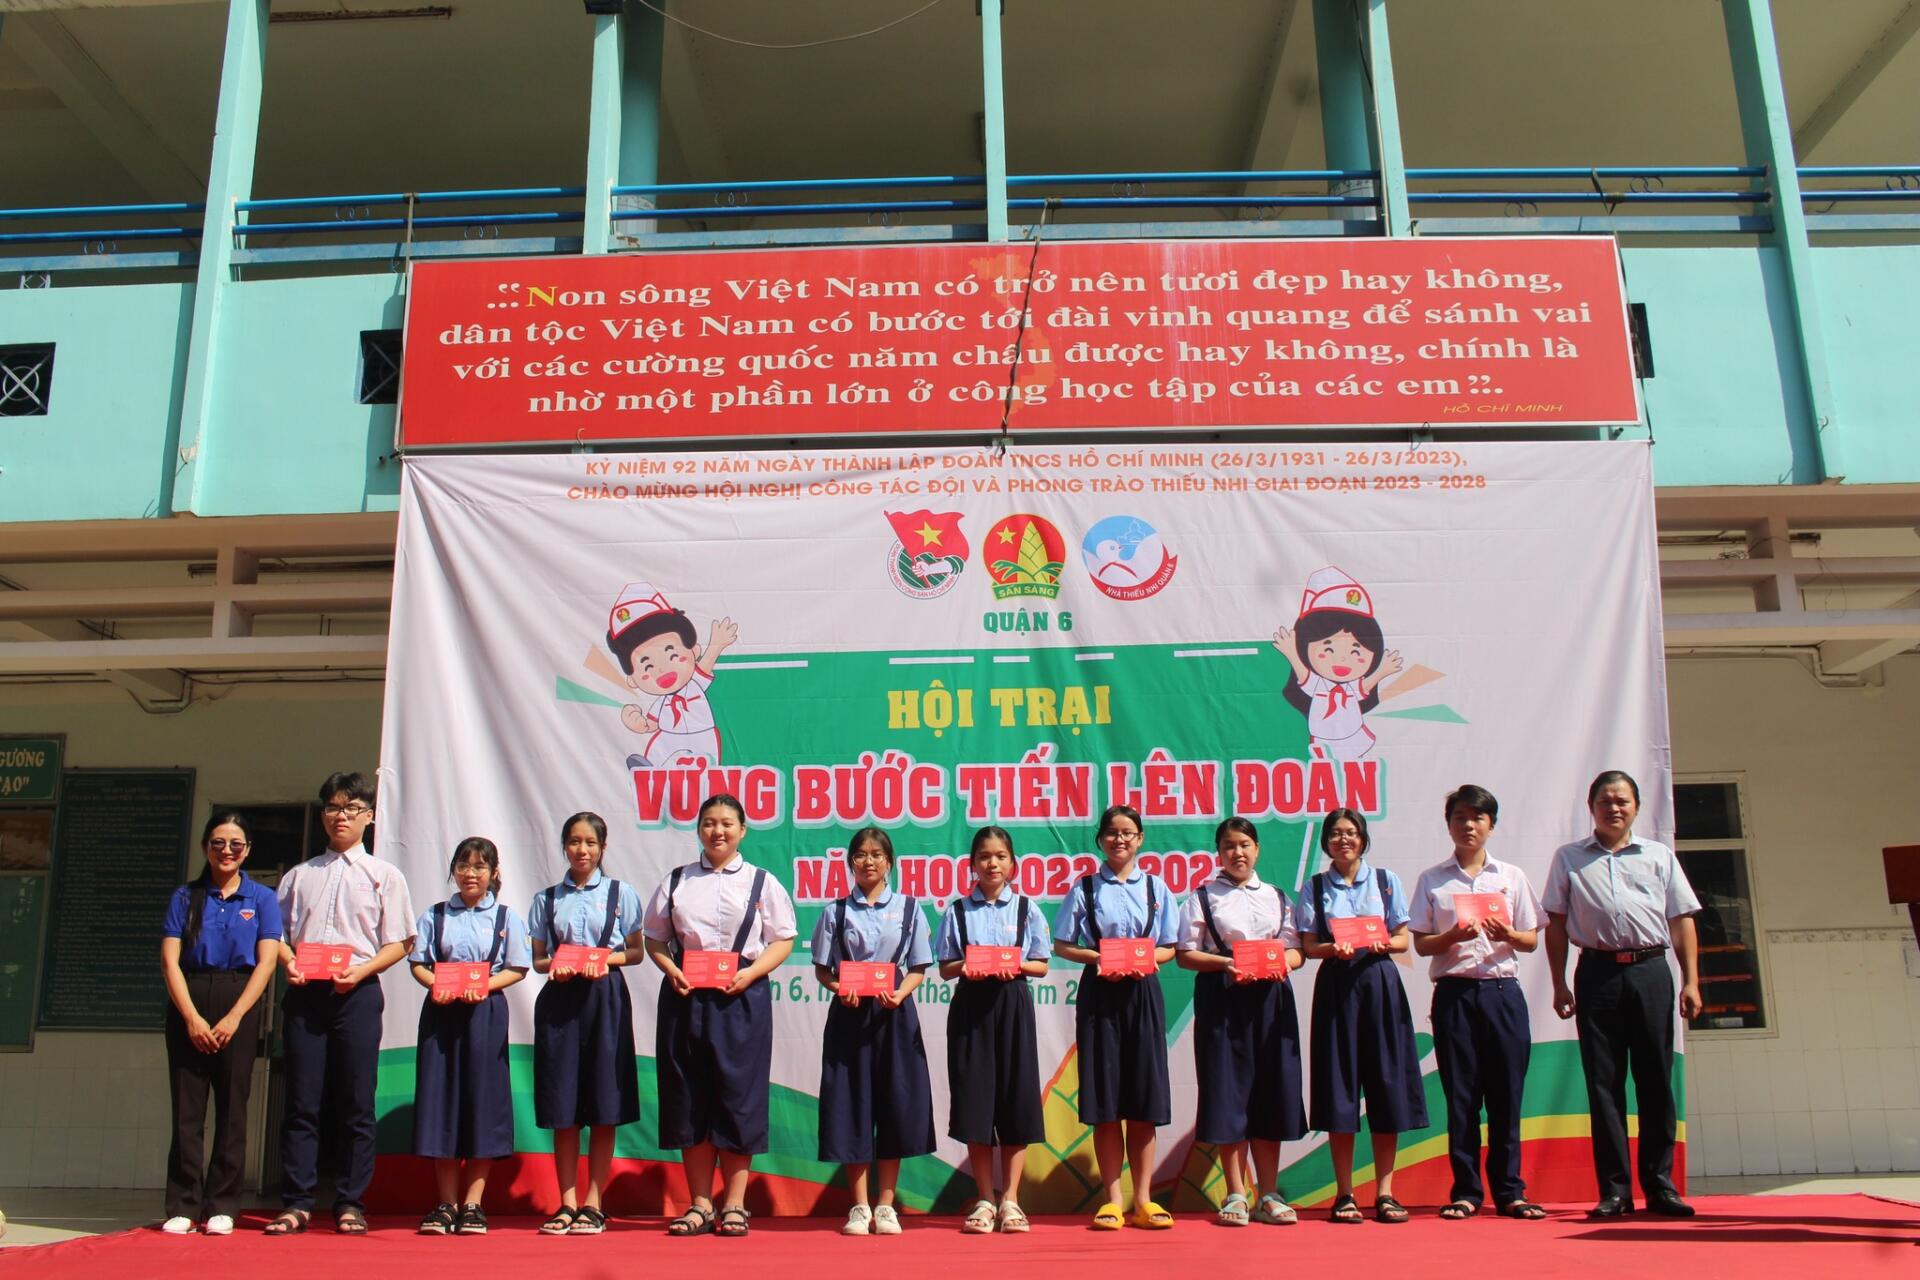 “Non sông Việt Nam có trở nên tươi đẹp hay không,
dân tộc Việt Nam có bước tới đài vinh quang để sánh vai
với các cường quốc năm châu được hay không, chính là
nhờ một phần lớn ở công học tập của các em”.
HỒ CHÍ MINH
KỶ NIỆM 92 NĂM NGÀY THÀNH LẬP ĐOÀN TNCS HỒ CHÍ MINH (26/3/1931 - 26/3/2023),
CHÀO MỪNG HỘI NGHỊ CÔNG TÁC ĐỘI VÀ PHONG TRÀO THIẾU NHI GIAI ĐOẠN 2023 - 2028
SẴN SÀNG
NHÀ THIẾU NHI QUẬN 6
QUẬN 6
HỘI TRẠI
VỮNG BƯỚC TIẾN LÊN ĐOÀN
HỌC 2022
6,
GƯƠNG
TẠO"